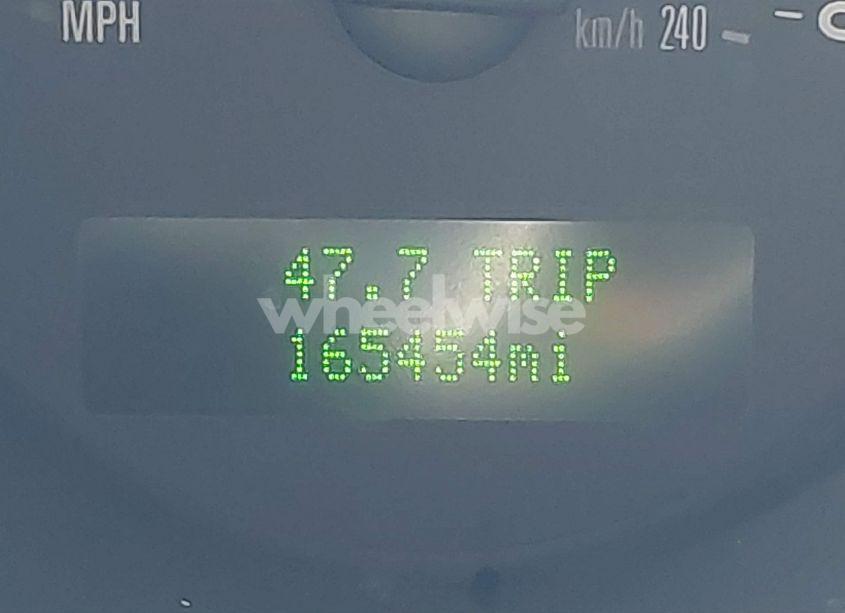 MPH
km/h 240
47.7 TRIP
wheelwise
165454mi